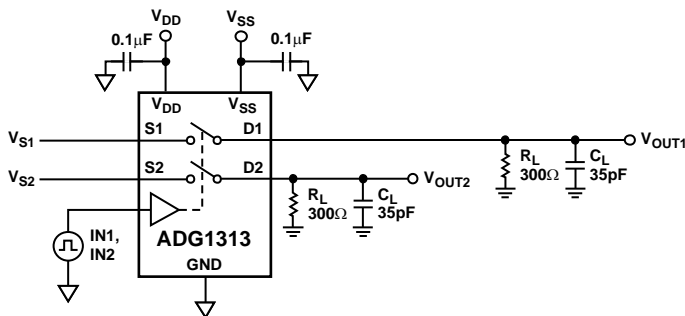 VDD
VSS
0.1µF
0.1µF
VDD
VSS
VS1
S1
D1
VOUT1
VS2
S2
D2
VOUT2
RL
300Ω
CL
35pF
RL
300Ω
CL
35pF
IN1,
IN2
ADG1313
GND